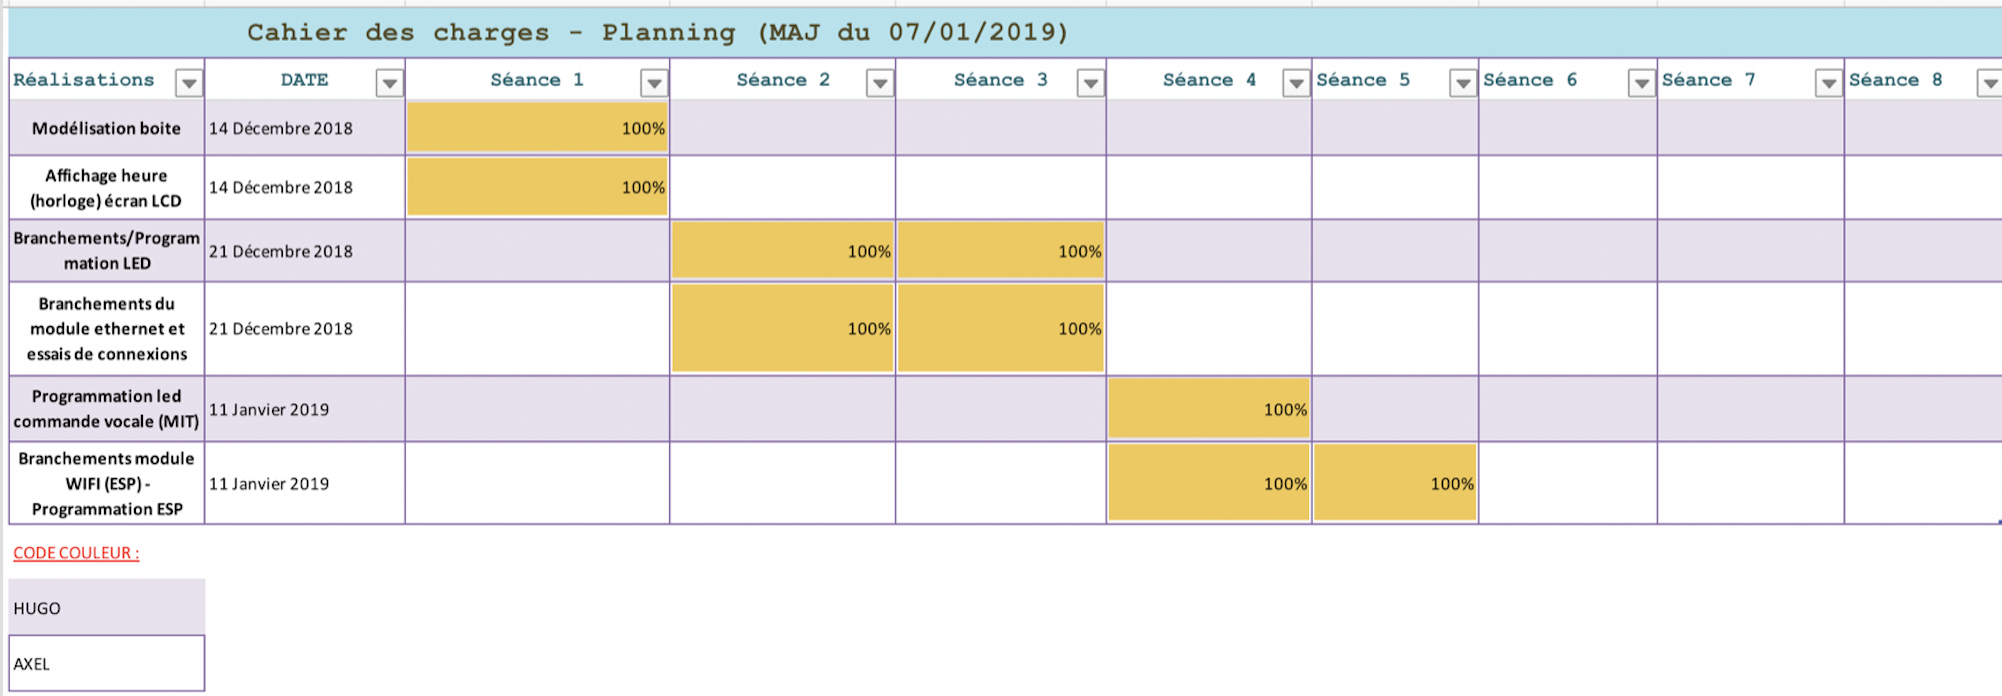 Cahier des charges - Planning (MAJ du 07/01/2019)
Réalisations DATE Séance 1 Séance 2 Séance 3 Séance 4 Séance 5 Séance 6 Séance 7 Séance 8
Modélisation boite 14 Décembre 2018 100%
Affichage heure
(horloge) écran LCD 14 Décembre 2018 100%
Branchements/Program
mation LED 21 Décembre 2018 100% 100%
Branchements du
module ethernet et
essais de connexions 21 Décembre 2018 100% 100%
Programmation led
commande vocale (MIT) 11 Janvier 2019 100%
Branchements module
WIFI (ESP) -
Programmation ESP 11 Janvier 2019 100% 100%
CODE COULEUR :
HUGO
AXEL